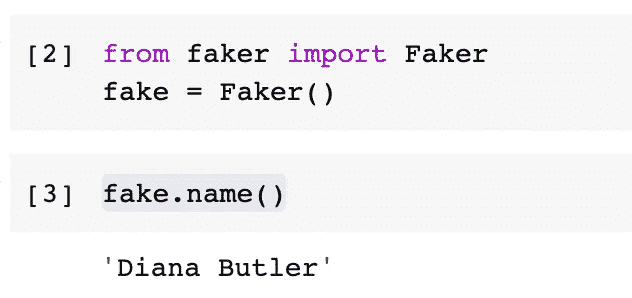 [2] from faker import Faker
fake = Faker()
[3] fake.name()
'Diana Butler'